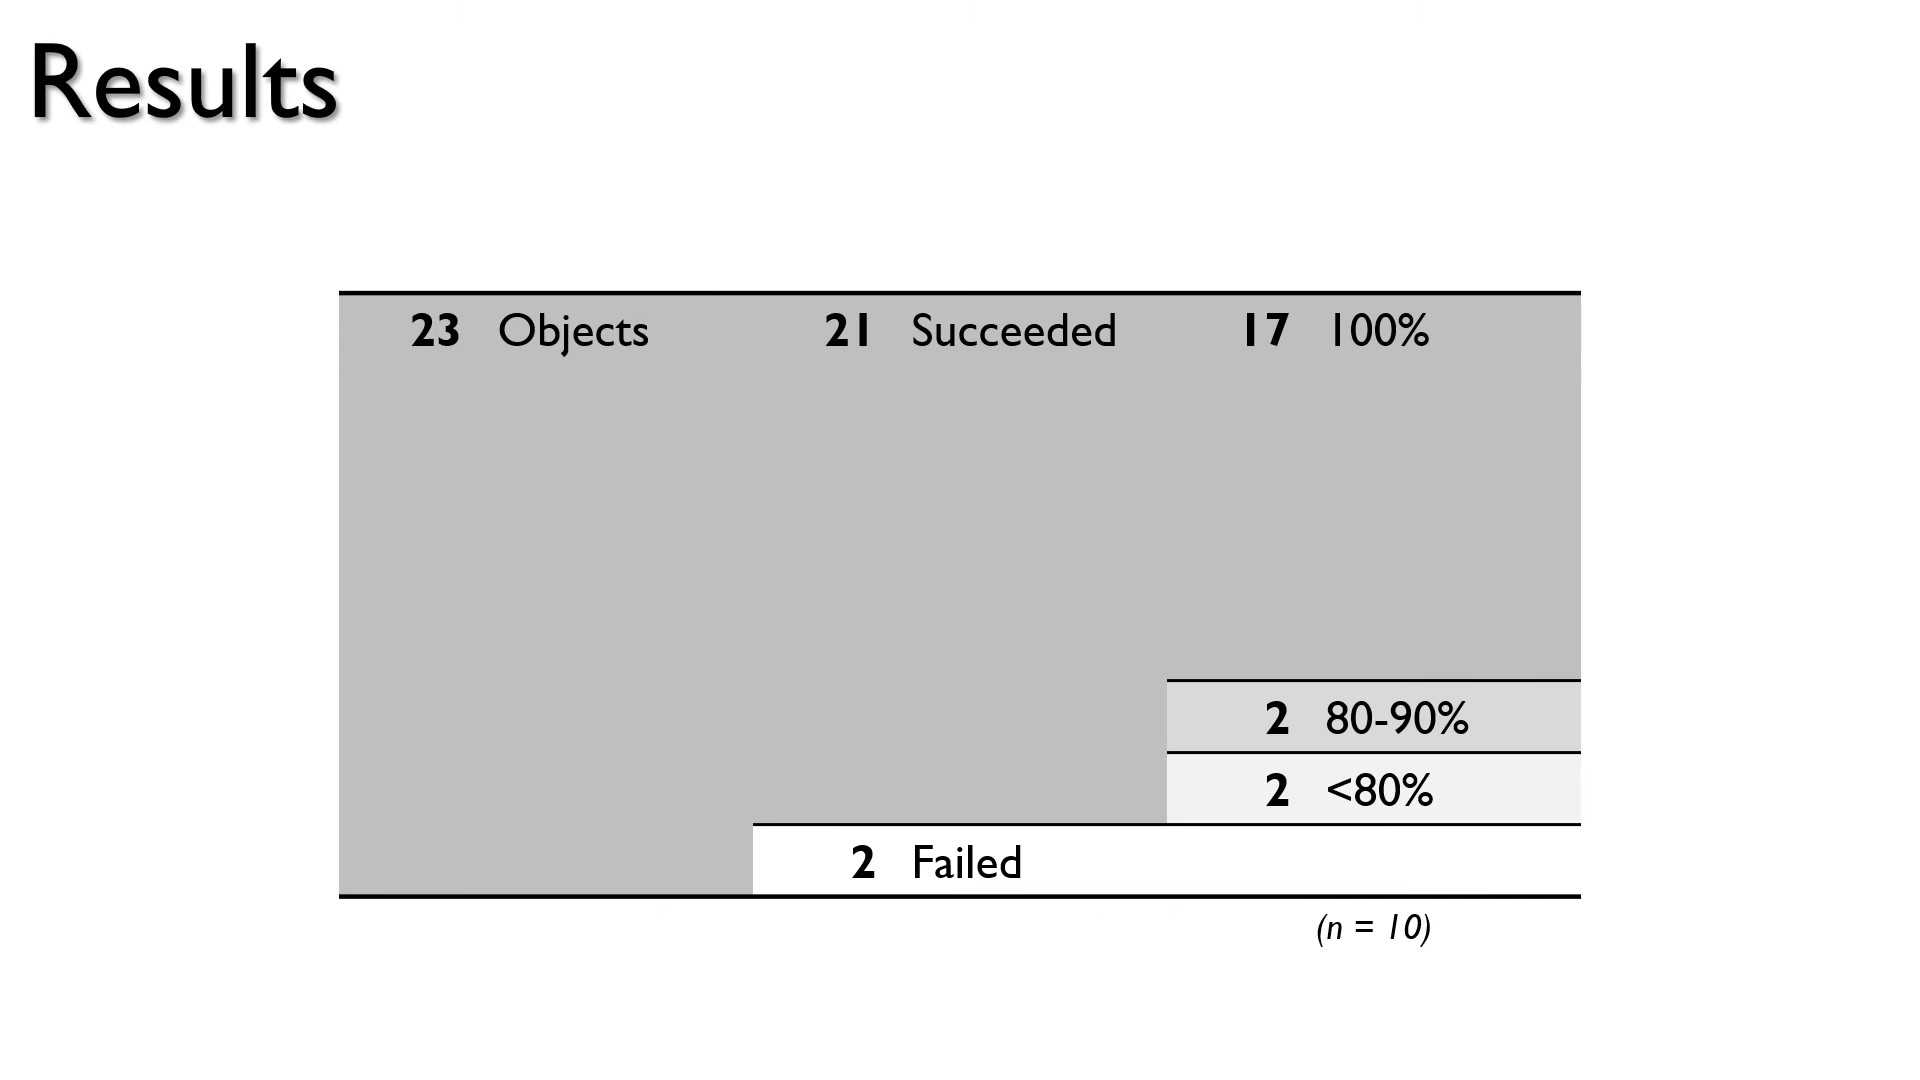 Results
23 Objects 21 Succeeded 17 100%
2 80-90%
2 <80%
2 Failed
(n = 10)